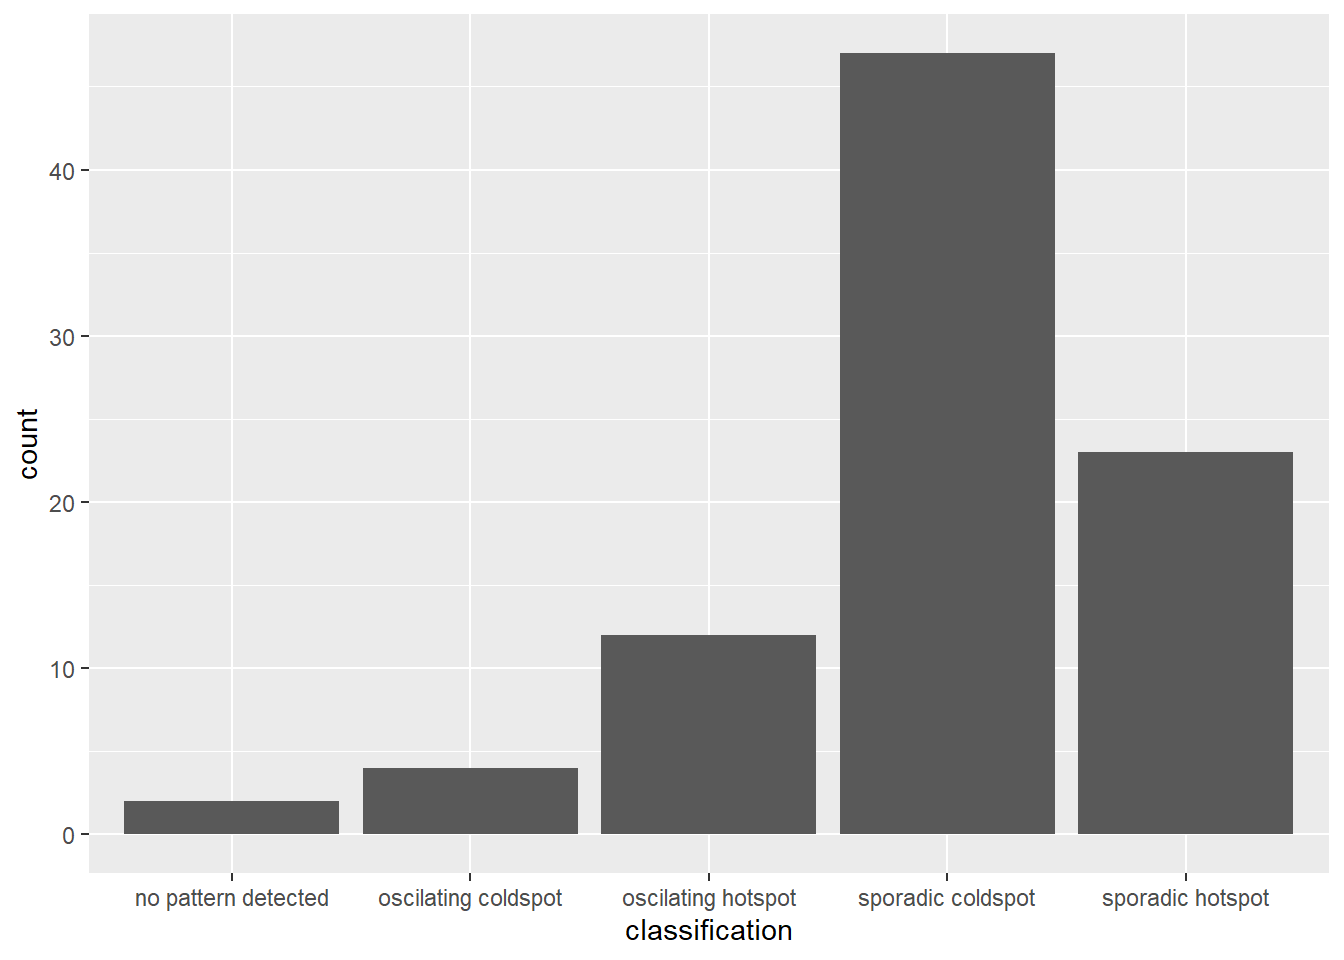 count
40
30
20
10
0
no pattern detected
oscilating coldspot
oscilating hotspot
sporadic coldspot
sporadic hotspot
classification